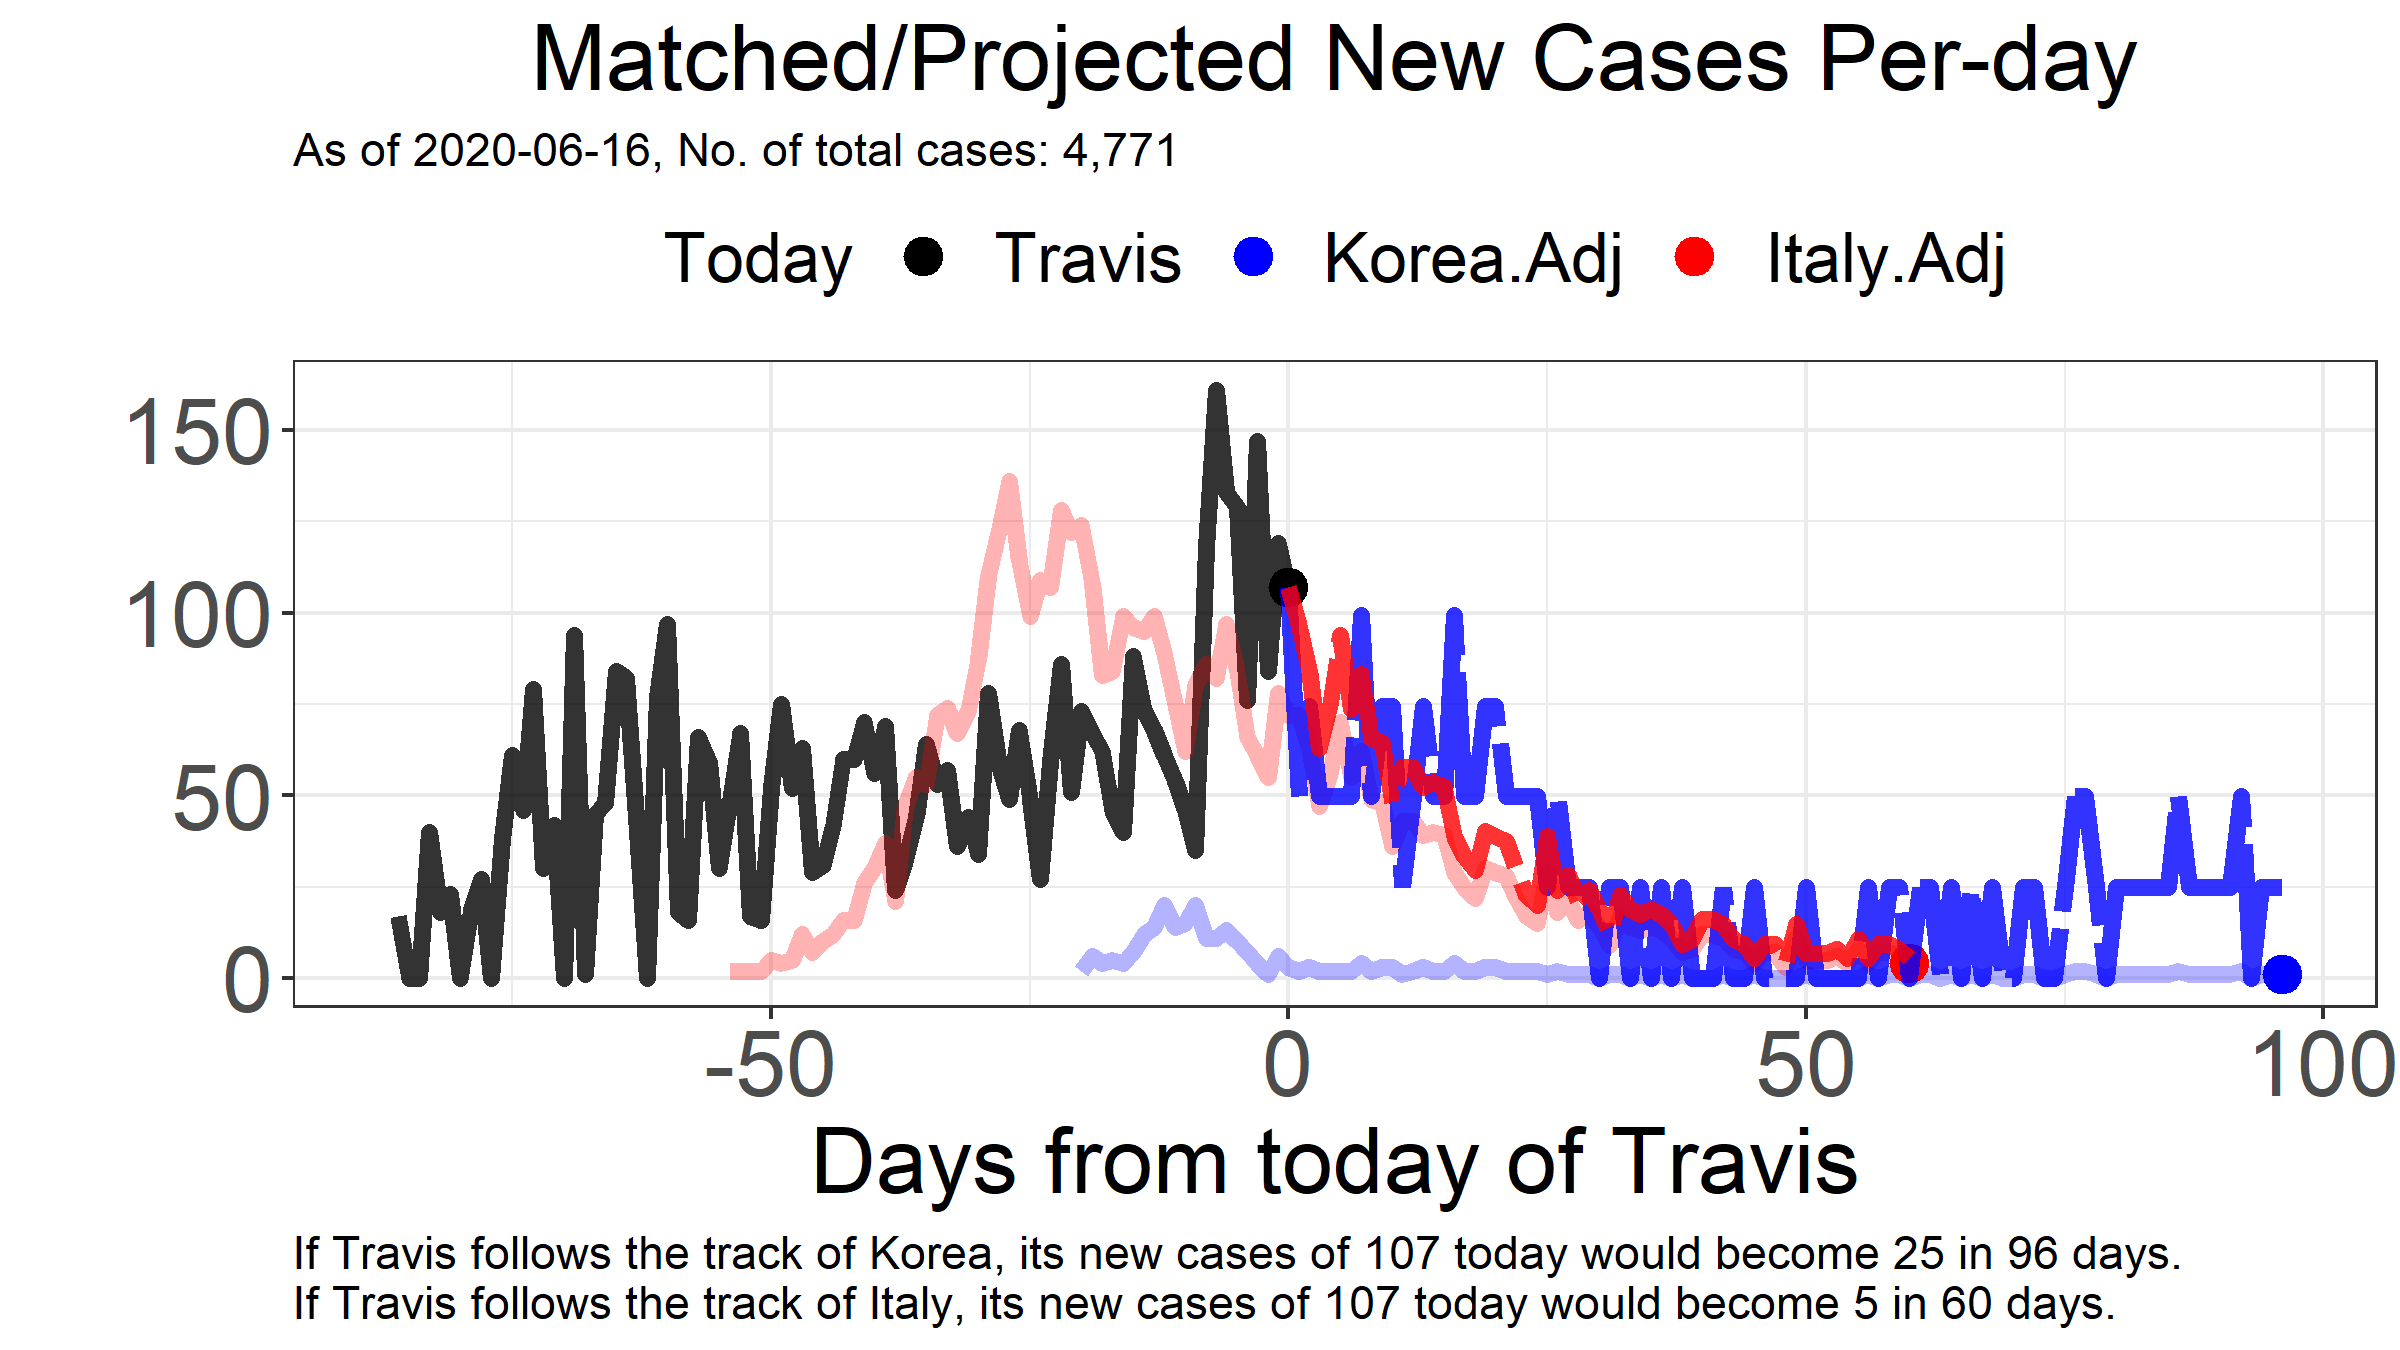 Matched/Projected New Cases Per-day
As of 2020-06-16, No. of total cases: 4,771
Today Travis Korea.Adj Italy.Adj
150
100
50
0
-50 0 50 100
Days from today of Travis
If Travis follows the track of Korea, its new cases of 107 today would become 25 in 96 days.
If Travis follows the track of Italy, its new cases of 107 today would become 5 in 60 days.